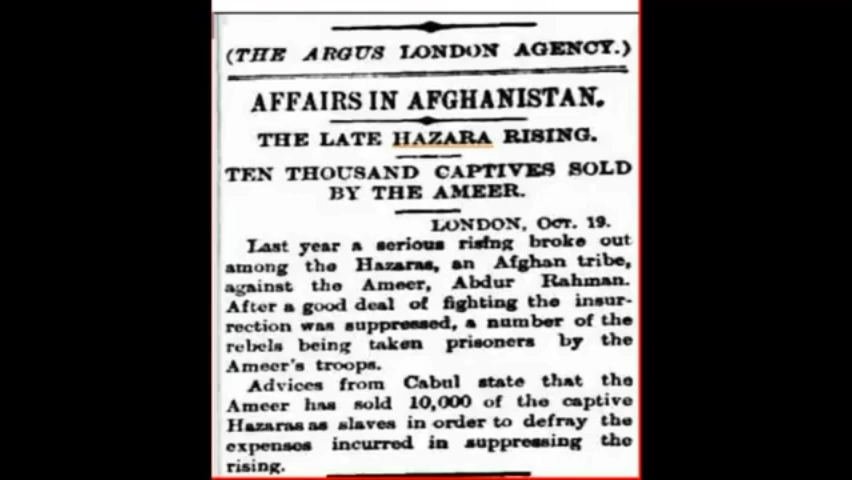 (THE ARGUS LONDON AGENCY.)
AFFAIRS IN AFGHANISTAN.
THE LATE HAZARA RISING.
TEN THOUSAND CAPTIVES SOLD
BY THE AMEER.
LONDON, OCT. 19.
Last year a serious rising broke out
among the Hazaras, an Afghan tribe,
against the Ameer, Abdur Rahman.
After a good deal of fighting the insur-
rection was suppressed, a number of the
rebels being taken prisoners by the
Ameer's troops.
Advices from Cabul state that the
Ameer has sold 10,000 of the captive
Hazaras as slaves in order to defray the
expenses incurred in suppressing the
rising.